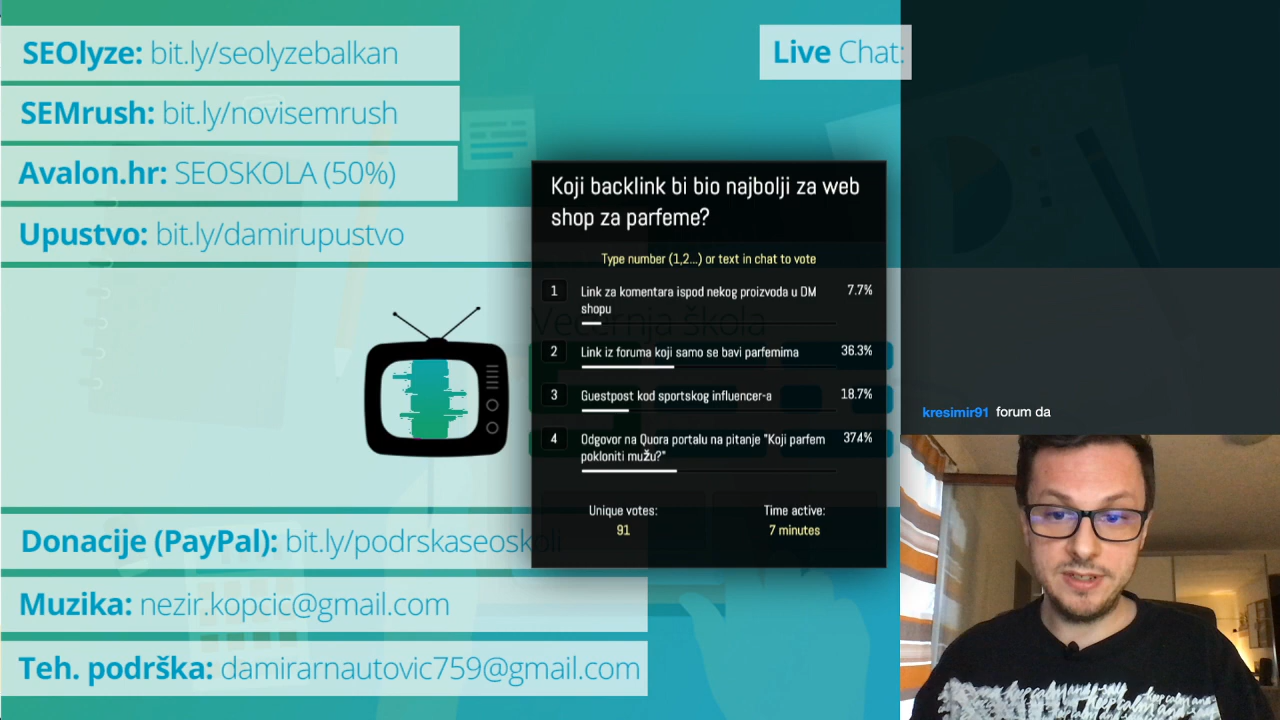 SEOlyze: bit.ly/seolyzebalkan
SEMrush: bit.ly/novisemrush
Avalon.hr: SEOSKOLA (50%)
Upustvo: bit.ly/damirupustvo
Live Chat:
Koji backlink bi bio najbolji za web
shop za parfeme?
Type number (1,2...) or text in chat to vote
1 Link za komentara ispod nekog proizvoda u DM 7.7%
shopu
Večernja škola
2 Link iz foruma koji samo se bavi parfemima 36.3%
3 Guestpost kod sportskog influencer-a 18.7%
4 Odgovor na Quora portalu na pitanje "Koji parfem 37.4%
pokloniti mužu?"
Unique votes: Time active:
91 7 minutes
kresimir91 forum da
Donacije (PayPal): bit.ly/podrskaseoskoli
Muzika: nezir.kopcic@gmail.com
Teh. podrška: damirarnautovic759@gmail.com